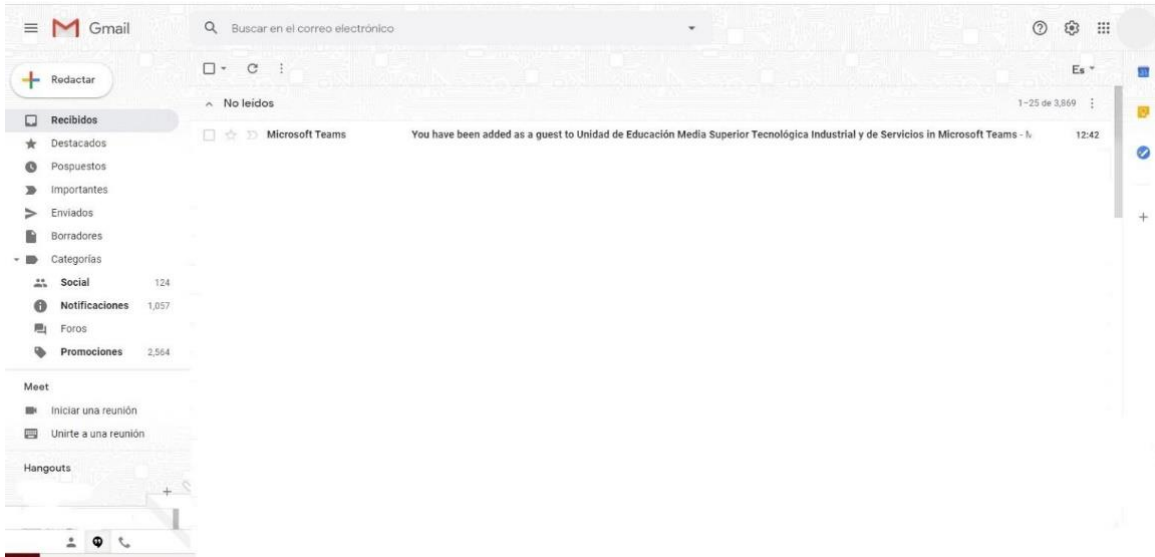 Gmail
Buscar en el correo electrónico
Redactar
Es
No leídos
1–25 de 3,869
Recibidos
Microsoft Teams You have been added as a guest to Unidad de Educación Media Superior Tecnológica Industrial y de Servicios in Microsoft Teams - 12:42
Destacados
Pospuestos
Importantes
Enviados
Borradores
Categorías
Social 124
Notificaciones 1,057
Foros
Promociones 2,564
Meet
Iniciar una reunión
Unirte a una reunión
Hangouts